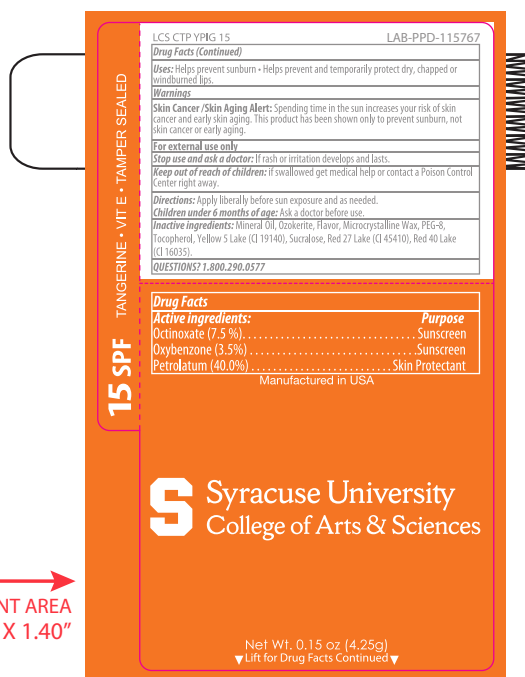 LCS CTP YPIG 15 LAB-PPD-115767
Drug Facts (Continued)
Uses: Helps prevent sunburn • Helps prevent and temporarily protect dry, chapped or
windburned lips.
Warnings
Skin Cancer /Skin Aging Alert: Spending time in the sun increases your risk of skin
cancer and early skin aging. This product has been shown only to prevent sunburn, not
skin cancer or early aging.
For external use only
Stop use and ask a doctor: If rash or irritation develops and lasts.
Keep out of reach of children: if swallowed get medical help or contact a Poison Control
Center right away.
Directions: Apply liberally before sun exposure and as needed.
Children under 6 months of age: Ask a doctor before use.
Inactive ingredients: Mineral Oil, Ozokerite, Flavor, Microcrystalline Wax, PEG-8,
Tocopherol, Yellow 5 Lake (Cl 19140), Sucralose, Red 27 Lake (Cl 45410), Red 40 Lake
(Cl 16035).
QUESTIONS? 1.800.290.0577
15 SPF TANGERINE • VIT E • TAMPER SEALED
Drug Facts
Active ingredients: Purpose
Octinoxate (7.5 %)................................Sunscreen
Oxybenzone (3.5%)...............................Sunscreen
Petrolatum (40.0%)..........................Skin Protectant
Manufactured in USA
S Syracuse University
College of Arts & Sciences
NT AREA
X 1.40"
Net Wt. 0.15 oz (4.25g)
▼Lift for Drug Facts Continued▼